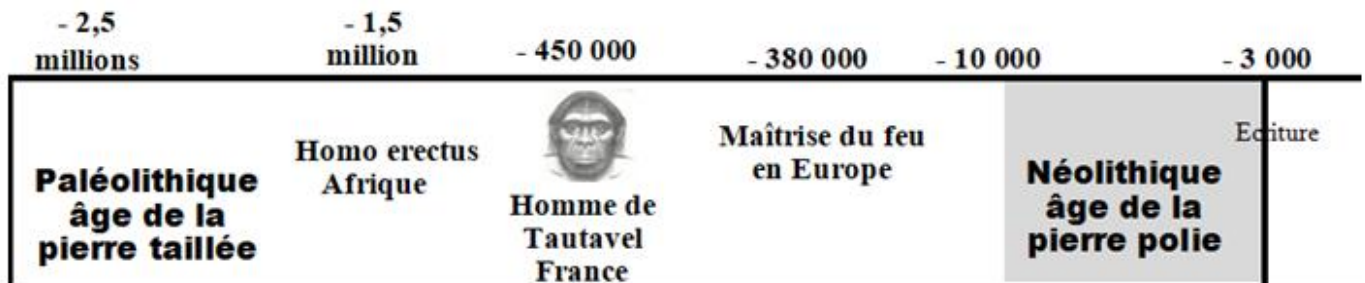 - 2,5
millions
- 1,5
million
- 450 000
- 380 000
- 10 000
- 3 000
Paléolithique
âge de la
pierre taillée
Homo erectus
Afrique
Homme de
Tautavel
France
Maîtrise du feu
en Europe
Néolithique
âge de la
pierre polie
Ecriture